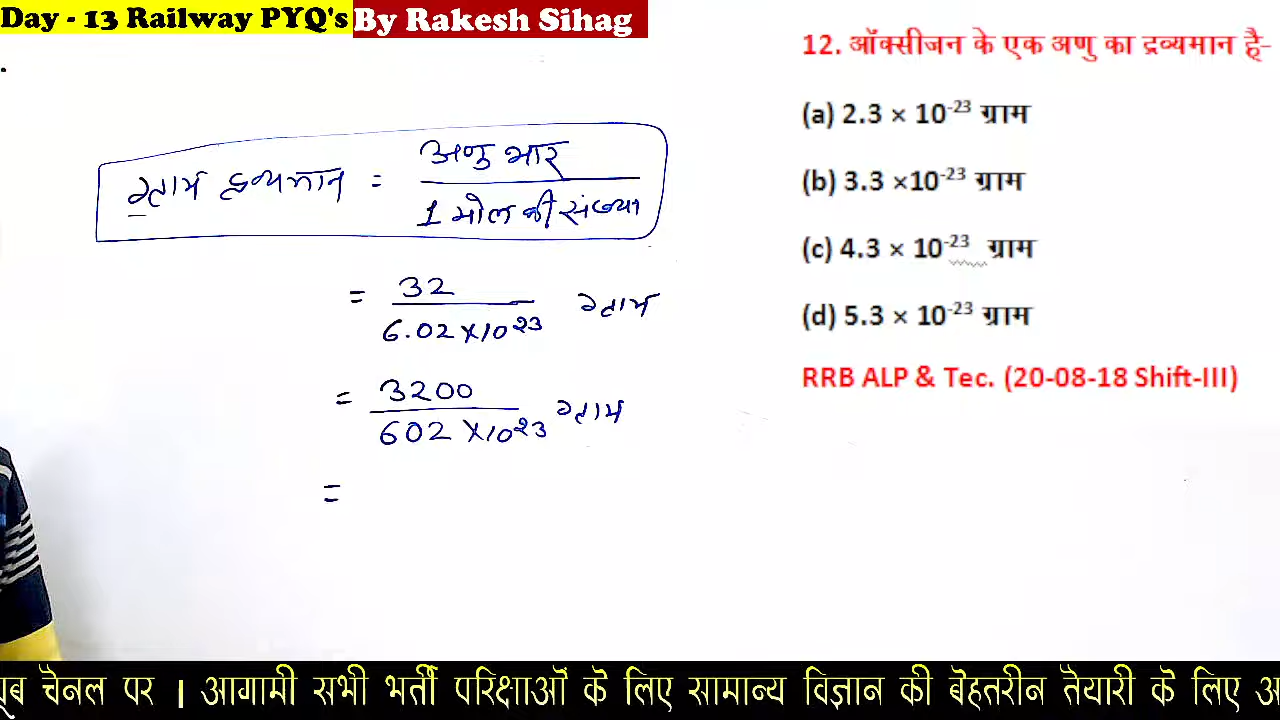 Day - 13 Railway PYQ's By Rakesh Sihag
ग्राम द्रव्यमान = अणु भार / 1 मोल की संख्या
= 32 / 6.02 × 10²³ ग्राम
= 3200 / 602 × 10²³ ग्राम
=
12. ऑक्सीजन के एक अणु का द्रव्यमान है-
(a) 2.3 × 10⁻²³ ग्राम
(b) 3.3 ×10⁻²³ ग्राम
(c) 4.3 × 10⁻²³ ग्राम
(d) 5.3 × 10⁻²³ ग्राम
RRB ALP & Tec. (20-08-18 Shift-III)
चैनल पर । आगामी सभी भर्ती परिक्षाओं के लिए सामान्य विज्ञान की बेहतरीन तैयारी के लिए